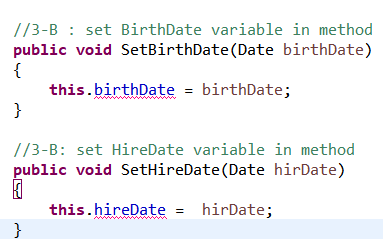 //3-B : set BirthDate variable in method
public void SetBirthDate(Date birthDate)
{
    this.birthDate = birthDate;
}
//3-B: set HireDate variable in method
public void SetHireDate(Date hirDate)
{
    this.hireDate =  hirDate;
}